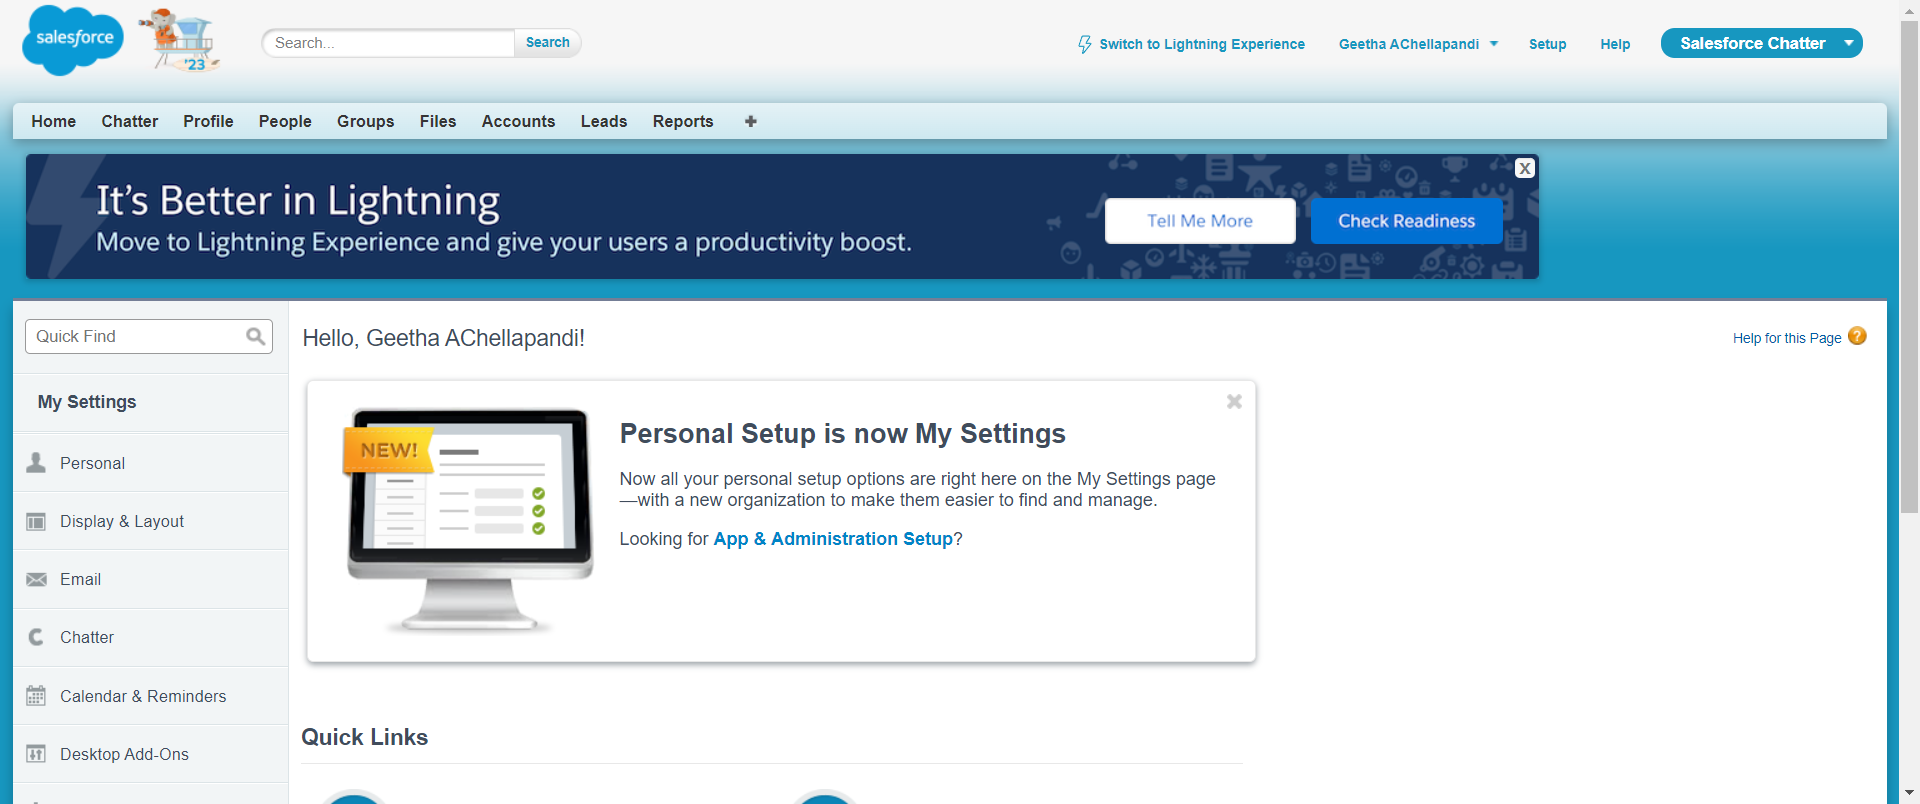 salesforce
'23
Search...
Search
Switch to Lightning Experience
Geetha AChellapandi
Setup
Help
Salesforce Chatter
Home
Chatter
Profile
People
Groups
Files
Accounts
Leads
Reports
It's Better in Lightning
Move to Lightning Experience and give your users a productivity boost.
Tell Me More
Check Readiness
X
Quick Find
Hello, Geetha AChellapandi!
Help for this Page
?
My Settings
Personal
Display & Layout
Email
Chatter
Calendar & Reminders
Desktop Add-Ons
NEW!
Personal Setup is now My Settings
Now all your personal setup options are right here on the My Settings page
—with a new organization to make them easier to find and manage.
Looking for App & Administration Setup?
Quick Links